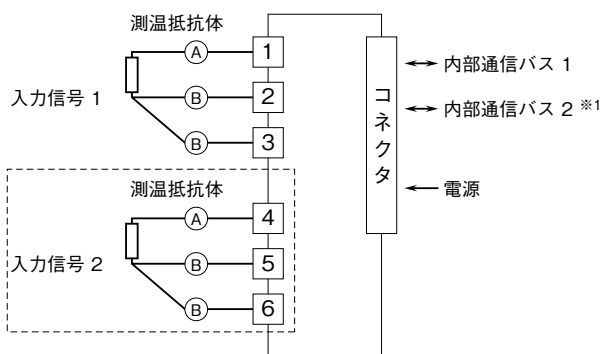 測温抵抗体
入力信号 1
A
1
B
2
B
3
コネクタ
内部通信バス 1
内部通信バス 2 ※1
電源
測温抵抗体
入力信号 2
A
4
B
5
B
6